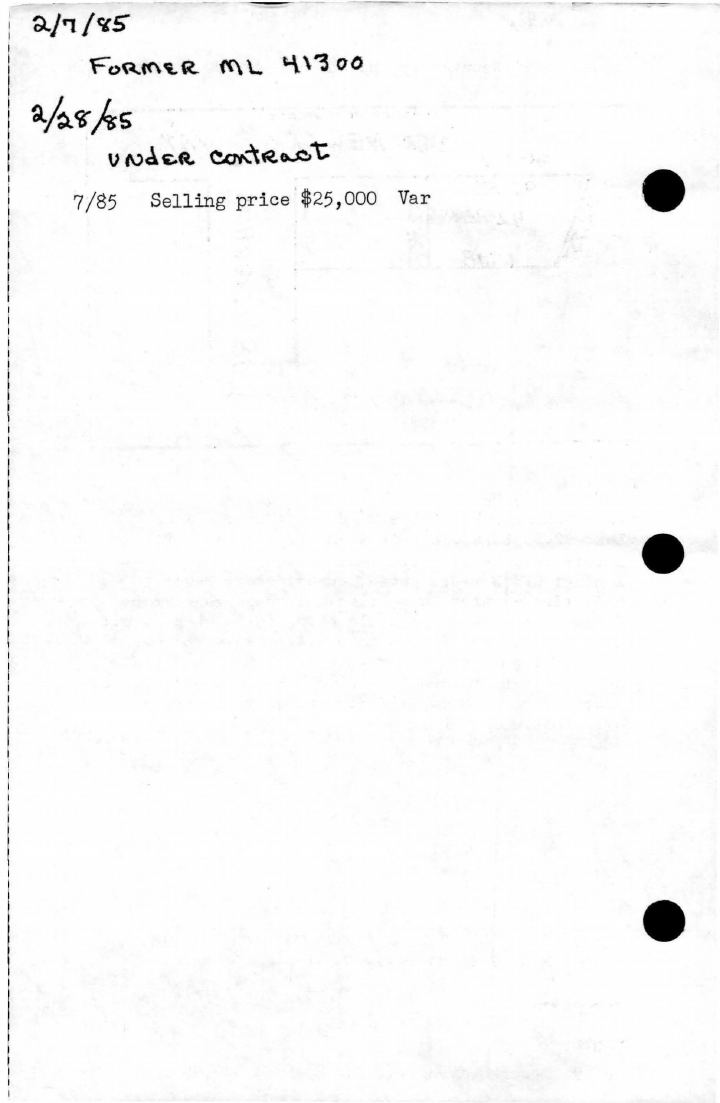 2/7/85
FORMER ML 41300
2/28/85
UNDER CONTRACT
7/85 Selling price $25,000 Var